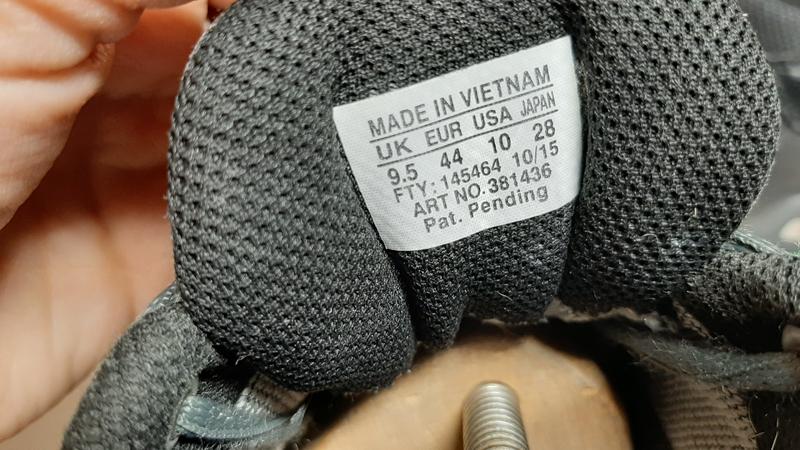 MADE IN VIETNAM
UK EUR USA JAPAN
9.5 44 10 28
FTY: 145464 10/15
ART NO. 381436
Pat. Pending